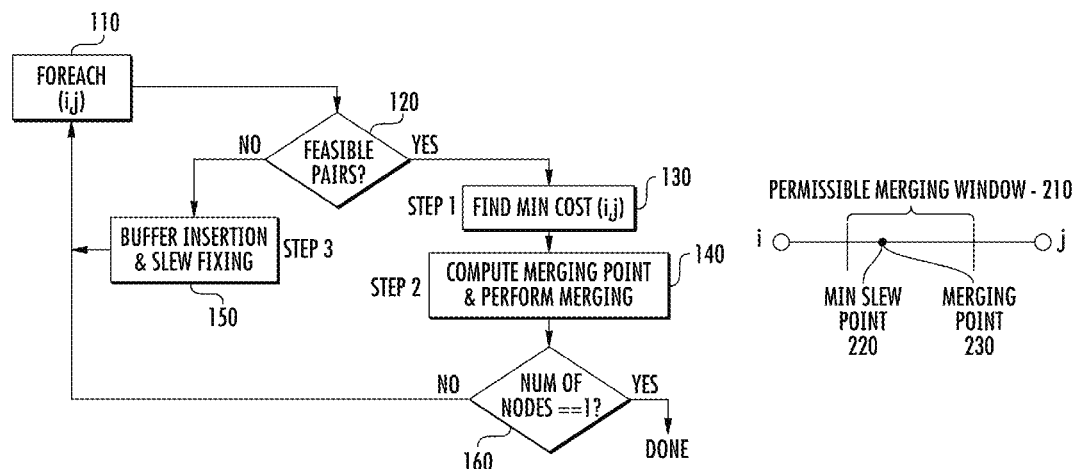 110
FOREACH
(i,j)
120
NO
FEASIBLE
PAIRS?
YES
130
STEP 1
FIND MIN COST (i,j)
BUFFER INSERTION
& SLEW FIXING
STEP 3
150
140
STEP 2
COMPUTE MERGING POINT
& PERFORM MERGING
NO
NUM OF
NODES ==1?
YES
160
DONE
PERMISSIBLE MERGING WINDOW - 210
i
j
MIN SLEW
POINT
220
MERGING
POINT
230